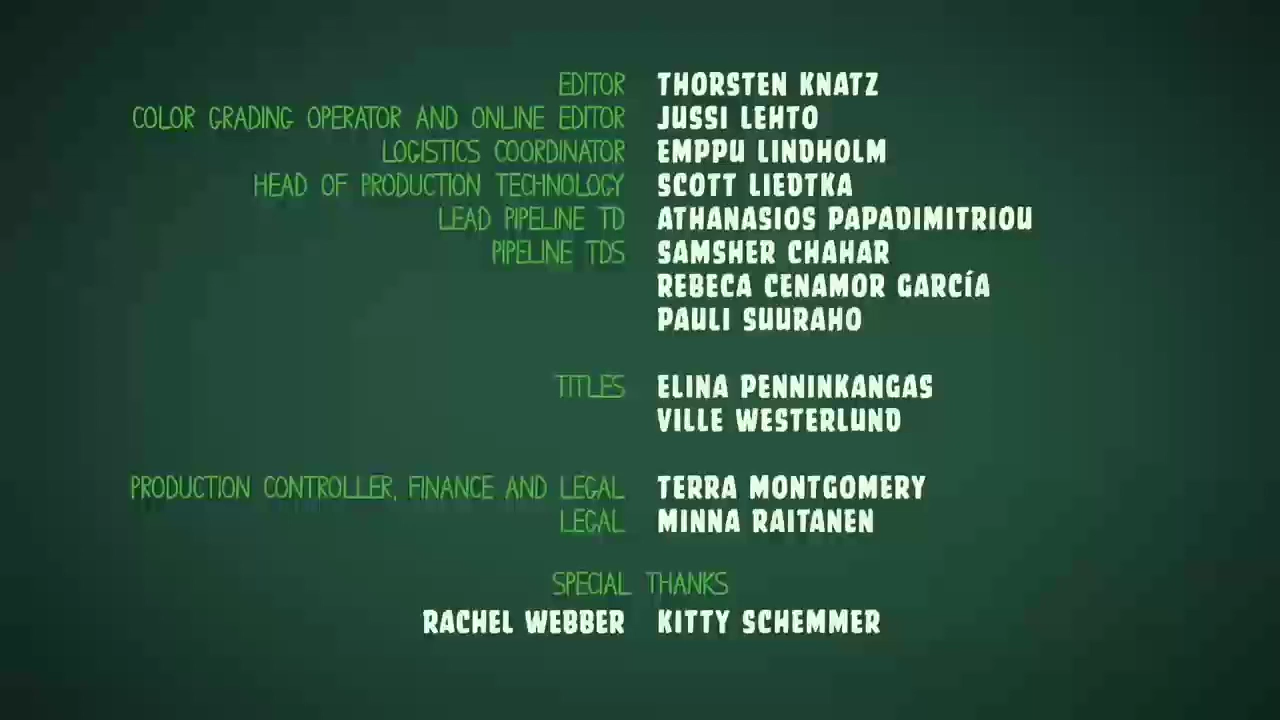 EDITOR THORSTEN KNATZ
COLOR GRADING OPERATOR AND ONLINE EDITOR JUSSI LEHTO
LOGISTICS COORDINATOR EMPPU LINDHOLM
HEAD OF PRODUCTION TECHNOLOGY SCOTT LIEDTKA
LEAD PIPELINE TD ATHANASIOS PAPADIMITRIOU
PIPELINE TDS SAMSHER CHAHAR
REBECA CENAMOR GARCÍA
PAULI SUURAHO
TITLES ELINA PENNINKANGAS
VILLE WESTERLUND
PRODUCTION CONTROLLER, FINANCE AND LEGAL TERRA MONTGOMERY
LEGAL MINNA RAITANEN
SPECIAL THANKS
RACHEL WEBBER KITTY SCHEMMER